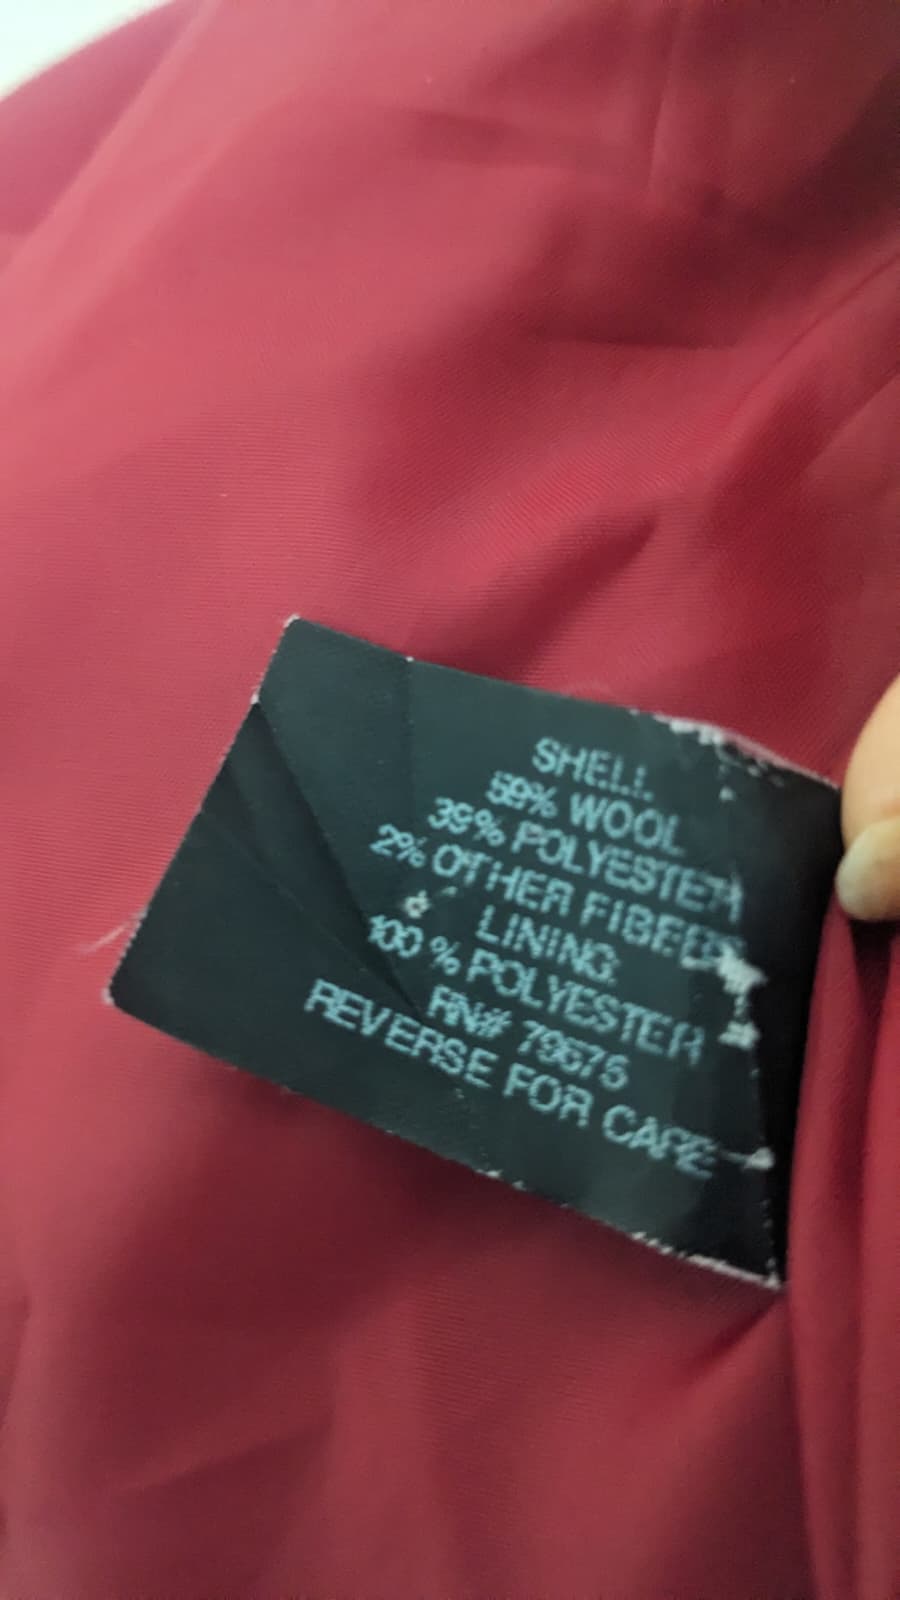 SHELL
59% WOOL
39% POLYESTER
2% OTHER FIBERS
LINING:
100 % POLYESTER
RN# 79675
REVERSE FOR CARE